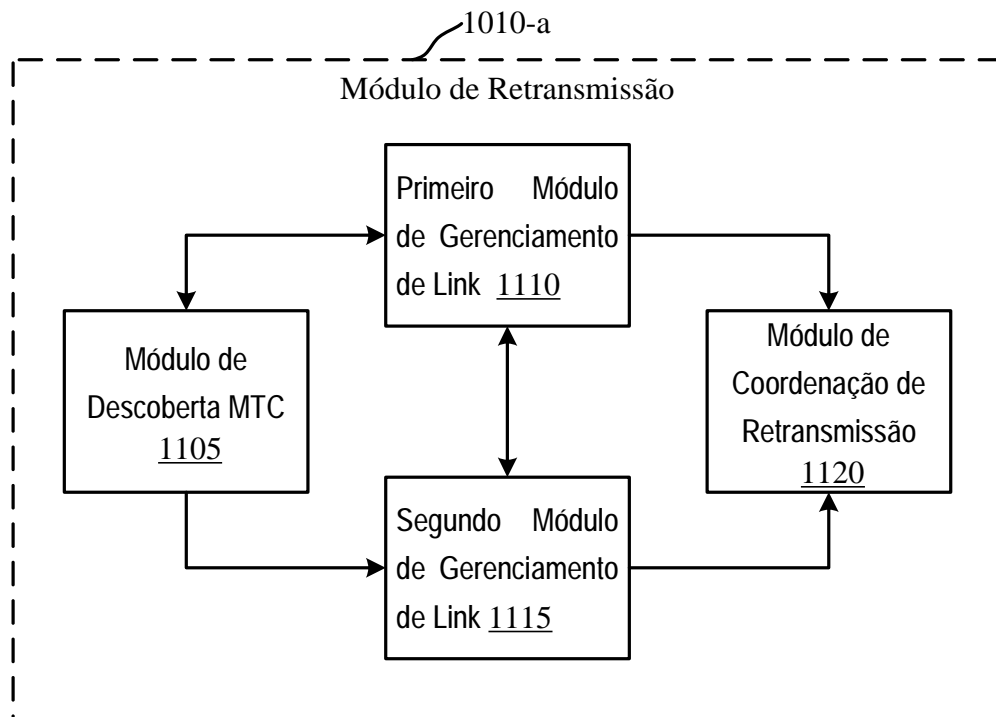 1010-a
Módulo de Retransmissão
Primeiro Módulo
de Gerenciamento
de Link 1110
Módulo de
Descoberta MTC
1105
Módulo de
Coordenação de
Retransmissão
1120
Segundo Módulo
de Gerenciamento
de Link 1115